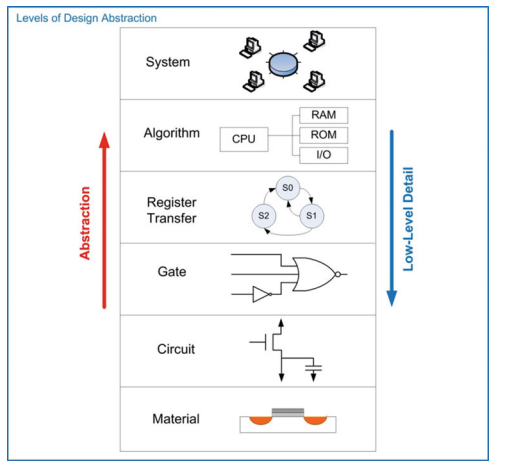 Levels of Design Abstraction
System
Algorithm
CPU
RAM
ROM
I/O
Register
Transfer
S0
S2
S1
Gate
Circuit
Material
Abstraction
Low-Level Detail